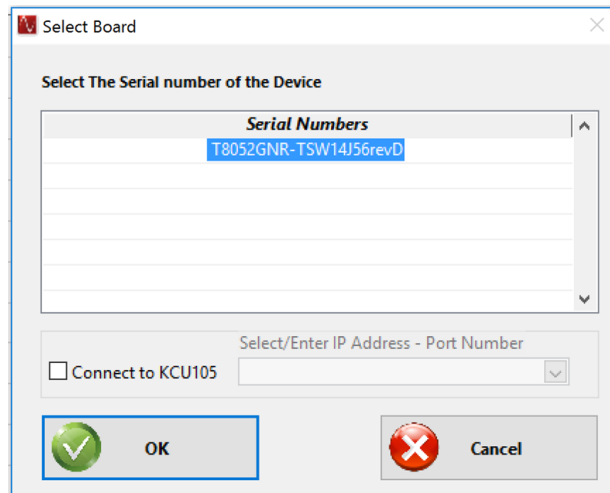 Select Board
Select The Serial number of the Device
Serial Numbers
T8052GNR-TSW14J56revD
Select/Enter IP Address - Port Number
Connect to KCU105
OK
Cancel